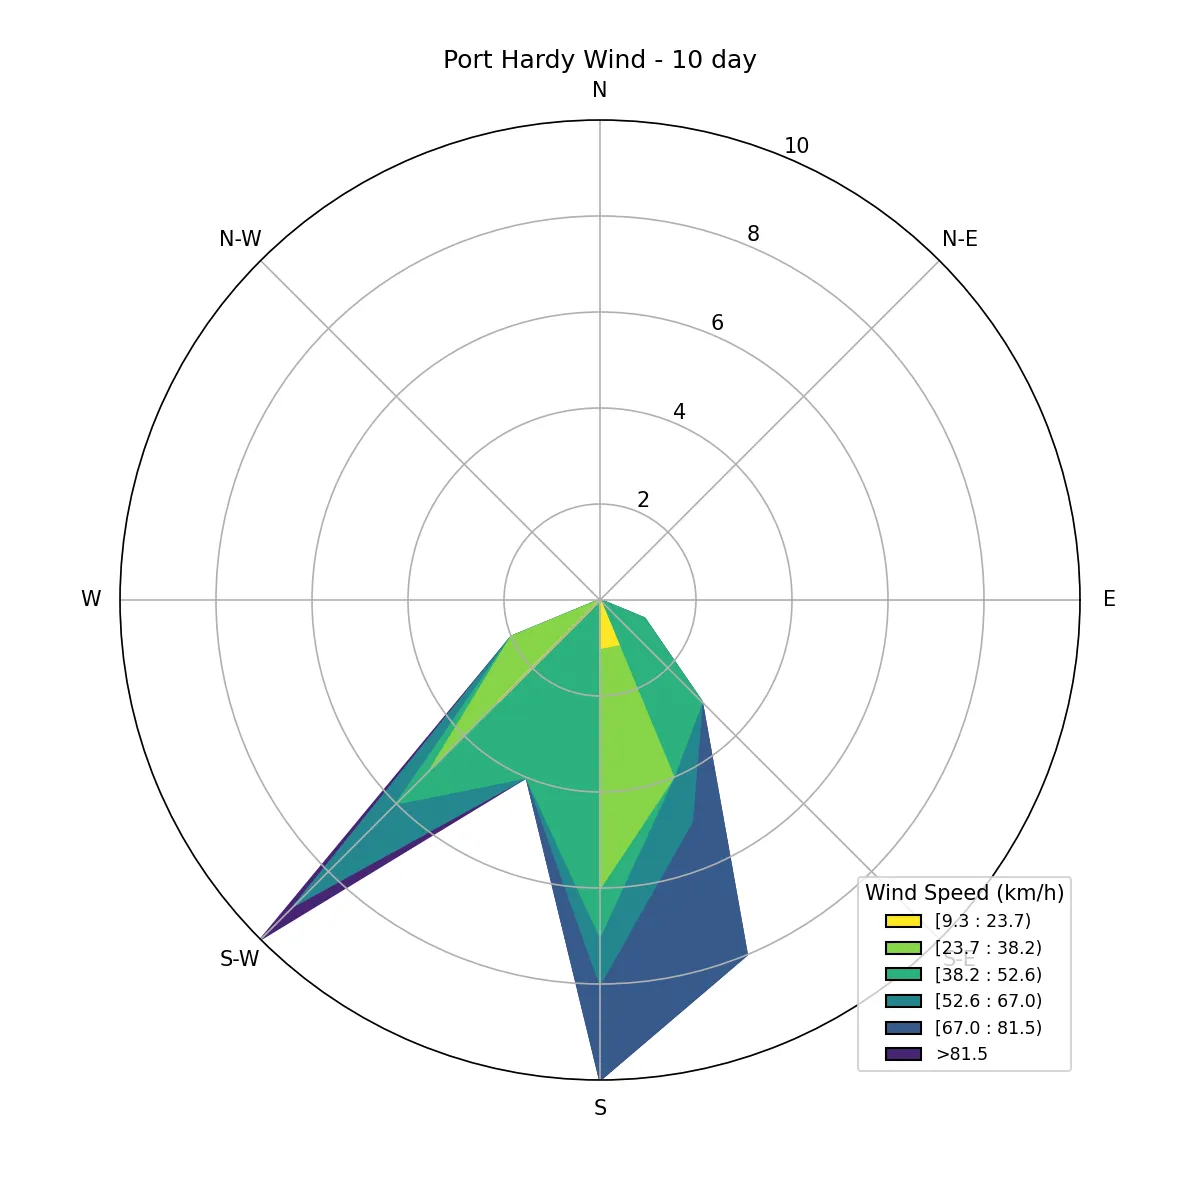 Port Hardy Wind - 10 day
N
10
N-W
N-E
8
6
4
2
W
E
Wind Speed (km/h)
[9.3 : 23.7)
[23.7 : 38.2)
S-W
S-E
[38.2 : 52.6)
[52.6 : 67.0)
[67.0 : 81.5)
>81.5
S